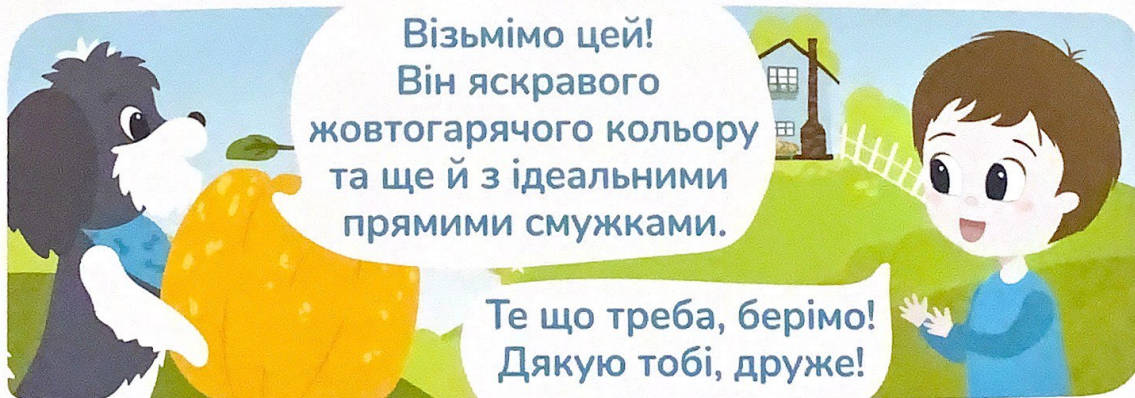 Візьмімо цей!
Він яскравого
жовтогарячого кольору
та ще й з ідеальними
прямими смужками.
Те що треба, берімо!
Дякую тобі, друже!